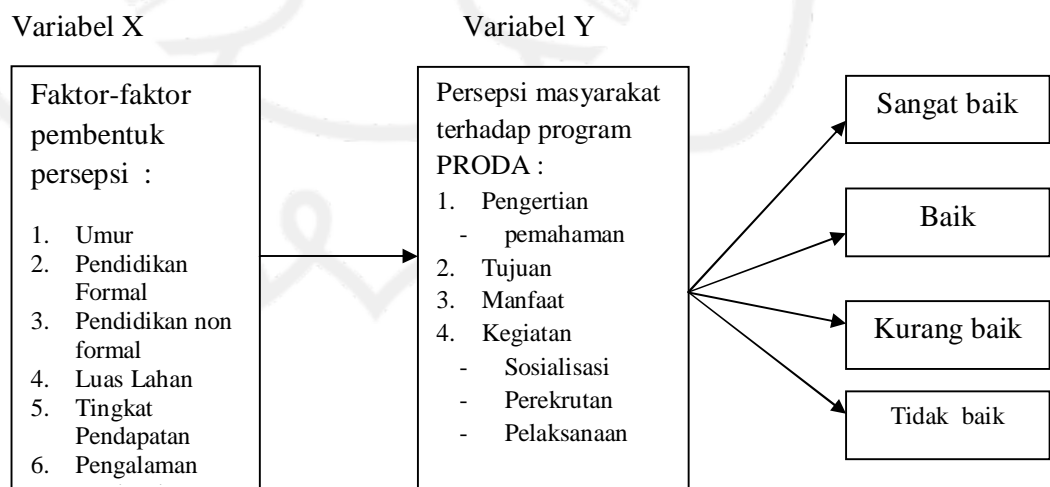 Variabel X
Variabel Y
Faktor-faktor
pembentuk
persepsi :
1. Umur
2. Pendidikan
Formal
3. Pendidikan non
formal
4. Luas Lahan
5. Tingkat
Pendapatan
6. Pengalaman
Persepsi masyarakat
terhadap program
PRODA :
1. Pengertian
- pemahaman
2. Tujuan
3. Manfaat
4. Kegiatan
- Sosialisasi
- Perekrutan
- Pelaksanaan
Sangat baik
Baik
Kurang baik
Tidak baik